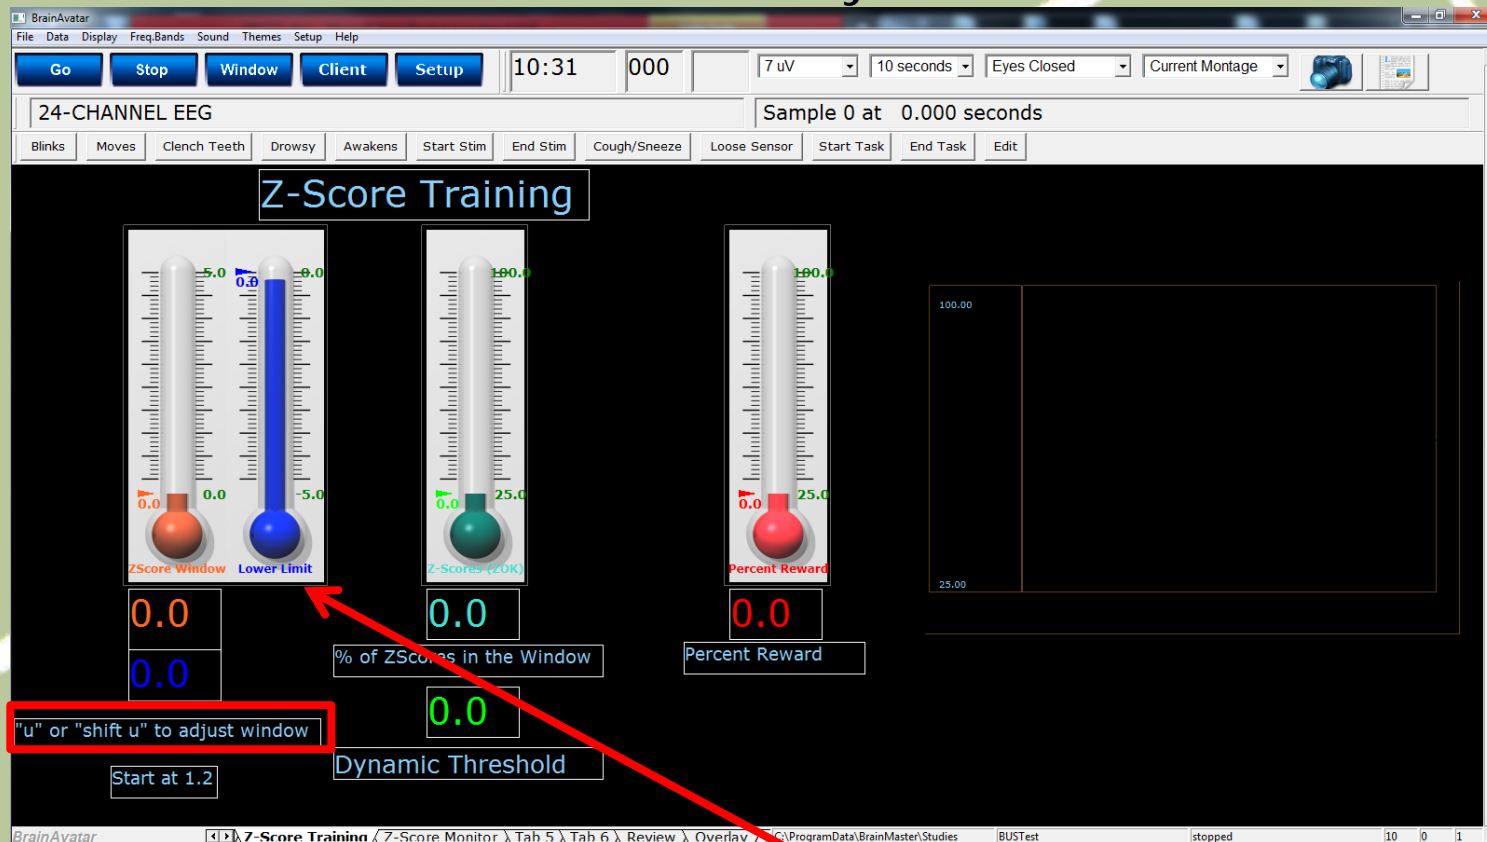 BrainAvatar
File Data Display Freq.Bands Sound Themes Setup Help
Go Stop Window Client Setup 10:31 000 7 uV 10 seconds Eyes Closed Current Montage
24-CHANNEL EEG Sample 0 at 0.000 seconds
Blinks Moves Clench Teeth Drowsy Awakens Start Stim End Stim Cough/Sneeze Loose Sensor Start Task End Task Edit
Z-Score Training
5.0 0.0 0.0 100.0 100.0
100.00
0.0 0.0 -5.0 0.0 25.0 0.0 25.0
ZScore Window Lower Limit Z-Scores (ZOK) Percent Reward
25.00
0.0 0.0 0.0
% of ZScores in the Window Percent Reward
0.0
0.0
"u" or "shift u" to adjust window
Dynamic Threshold
Start at 1.2
BrainAvatar Z-Score Training Z-Score Monitor Tab 5 Tab 6 Review Overlay C:\ProgramData\BrainMaster\Studies BUSTest stopped 10 0 1